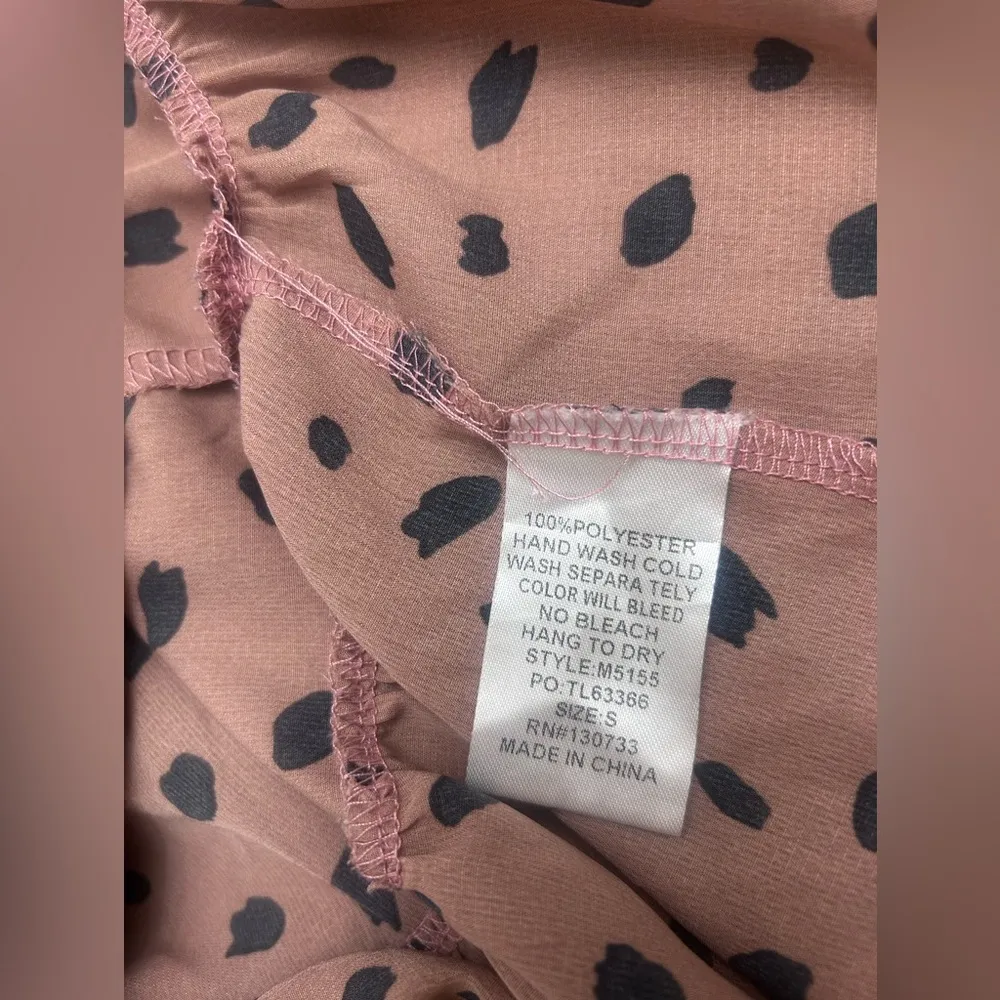 100%POLYESTER
HAND WASH COLD
WASH SEPARA TELY
COLOR WILL BLEED
NO BLEACH
HANG TO DRY
STYLE:M5155
PO:TL63366
SIZE:S
RN#130733
MADE IN CHINA